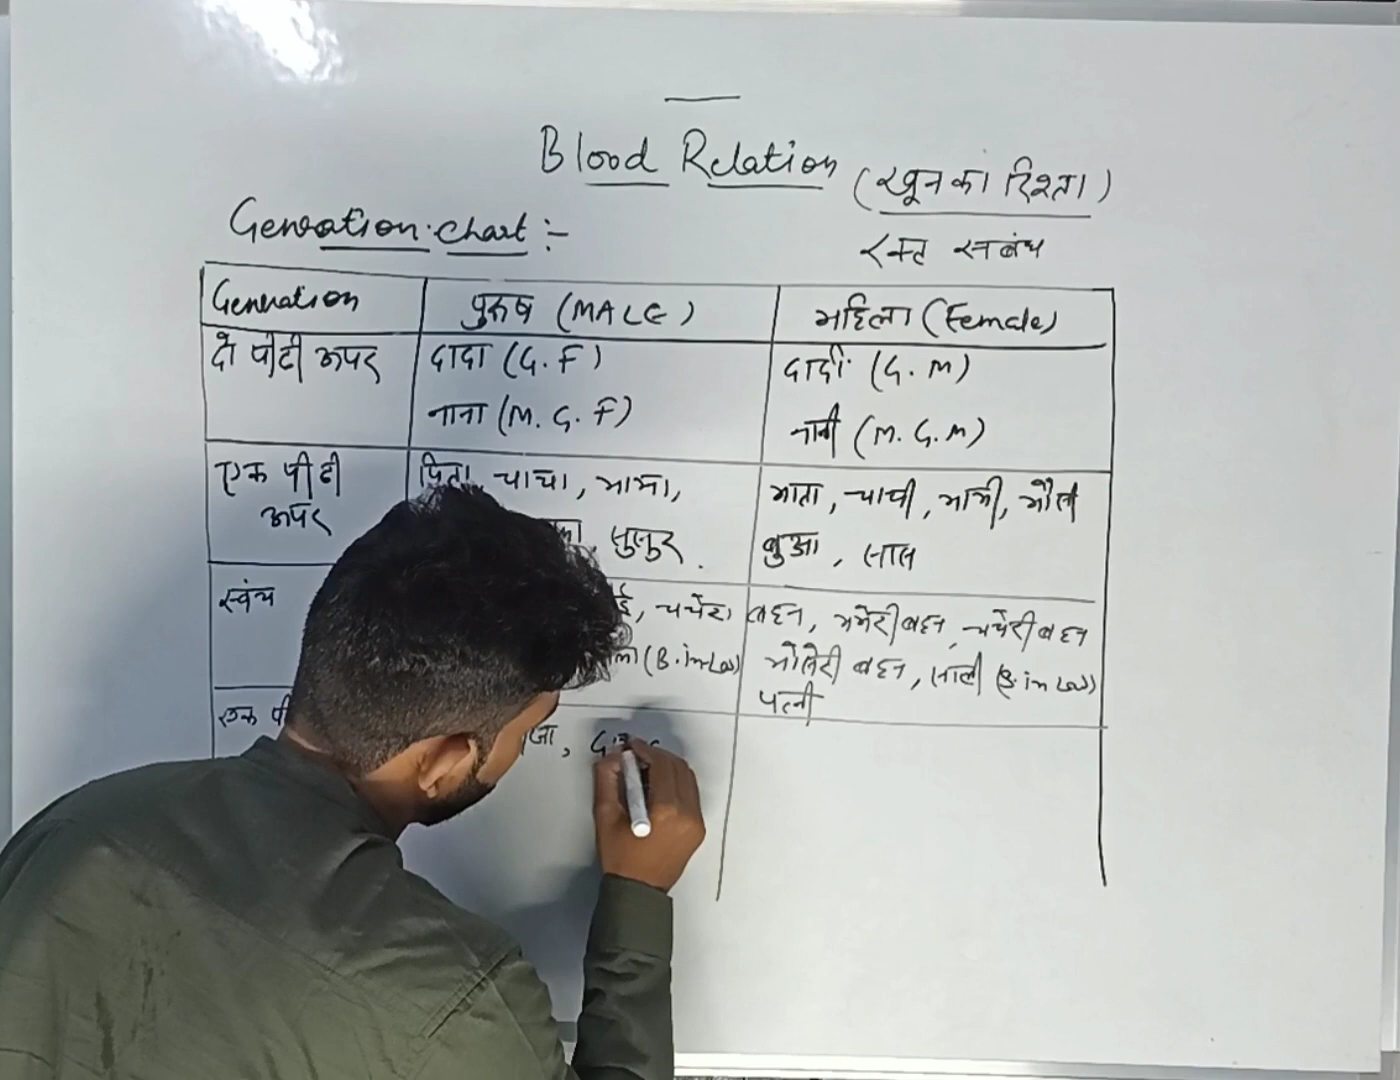 Blood Relation (खून का रिश्ता)
Generation chart :-
रक्त सबंध
Generation पुरुष (MALE) महिला (Female)
दो पीढी ऊपर दादा (G.F) दादी (G.M)
नाना (M.G.F) नानी (M.G.M)
एक पीढी पिता, चाचा, मामा, माता, चाची, मामी, मौसी
ऊपर ससुर. बुआ, सास
स्वंय चचेरा बहन, ममेरी बहन, चचेरी बहन
(B.in Law) मौसेरी बहन, साली (S.in Law)
पत्नी
एक